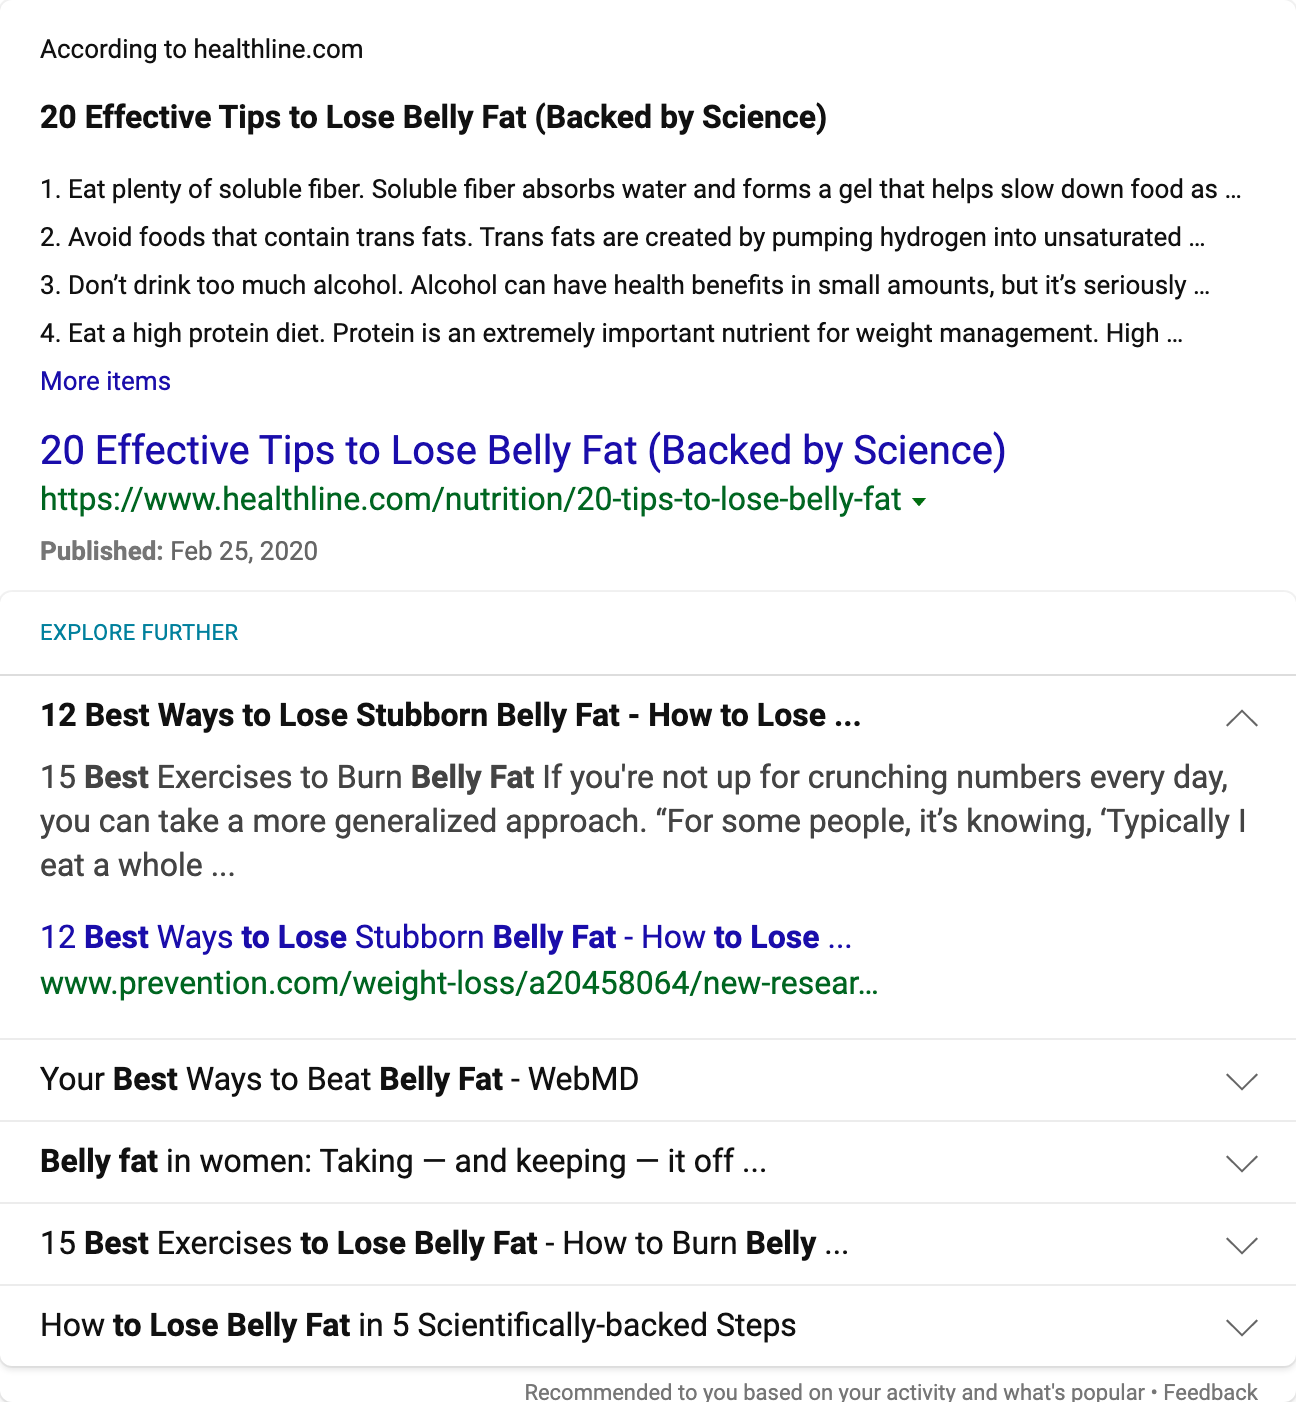 According to healthline.com
20 Effective Tips to Lose Belly Fat (Backed by Science)
1. Eat plenty of soluble fiber. Soluble fiber absorbs water and forms a gel that helps slow down food as ...
2. Avoid foods that contain trans fats. Trans fats are created by pumping hydrogen into unsaturated ...
3. Don’t drink too much alcohol. Alcohol can have health benefits in small amounts, but it’s seriously ...
4. Eat a high protein diet. Protein is an extremely important nutrient for weight management. High ...
More items
20 Effective Tips to Lose Belly Fat (Backed by Science)
https://www.healthline.com/nutrition/20-tips-to-lose-belly-fat
Published: Feb 25, 2020
EXPLORE FURTHER
12 Best Ways to Lose Stubborn Belly Fat - How to Lose ...
15 Best Exercises to Burn Belly Fat If you're not up for crunching numbers every day,
you can take a more generalized approach. “For some people, it’s knowing, ‘Typically I
eat a whole ...
12 Best Ways to Lose Stubborn Belly Fat - How to Lose ...
www.prevention.com/weight-loss/a20458064/new-resear...
Your Best Ways to Beat Belly Fat - WebMD
Belly fat in women: Taking — and keeping — it off ...
15 Best Exercises to Lose Belly Fat - How to Burn Belly ...
How to Lose Belly Fat in 5 Scientifically-backed Steps
Recommended to you based on your activity and what's popular • Feedback